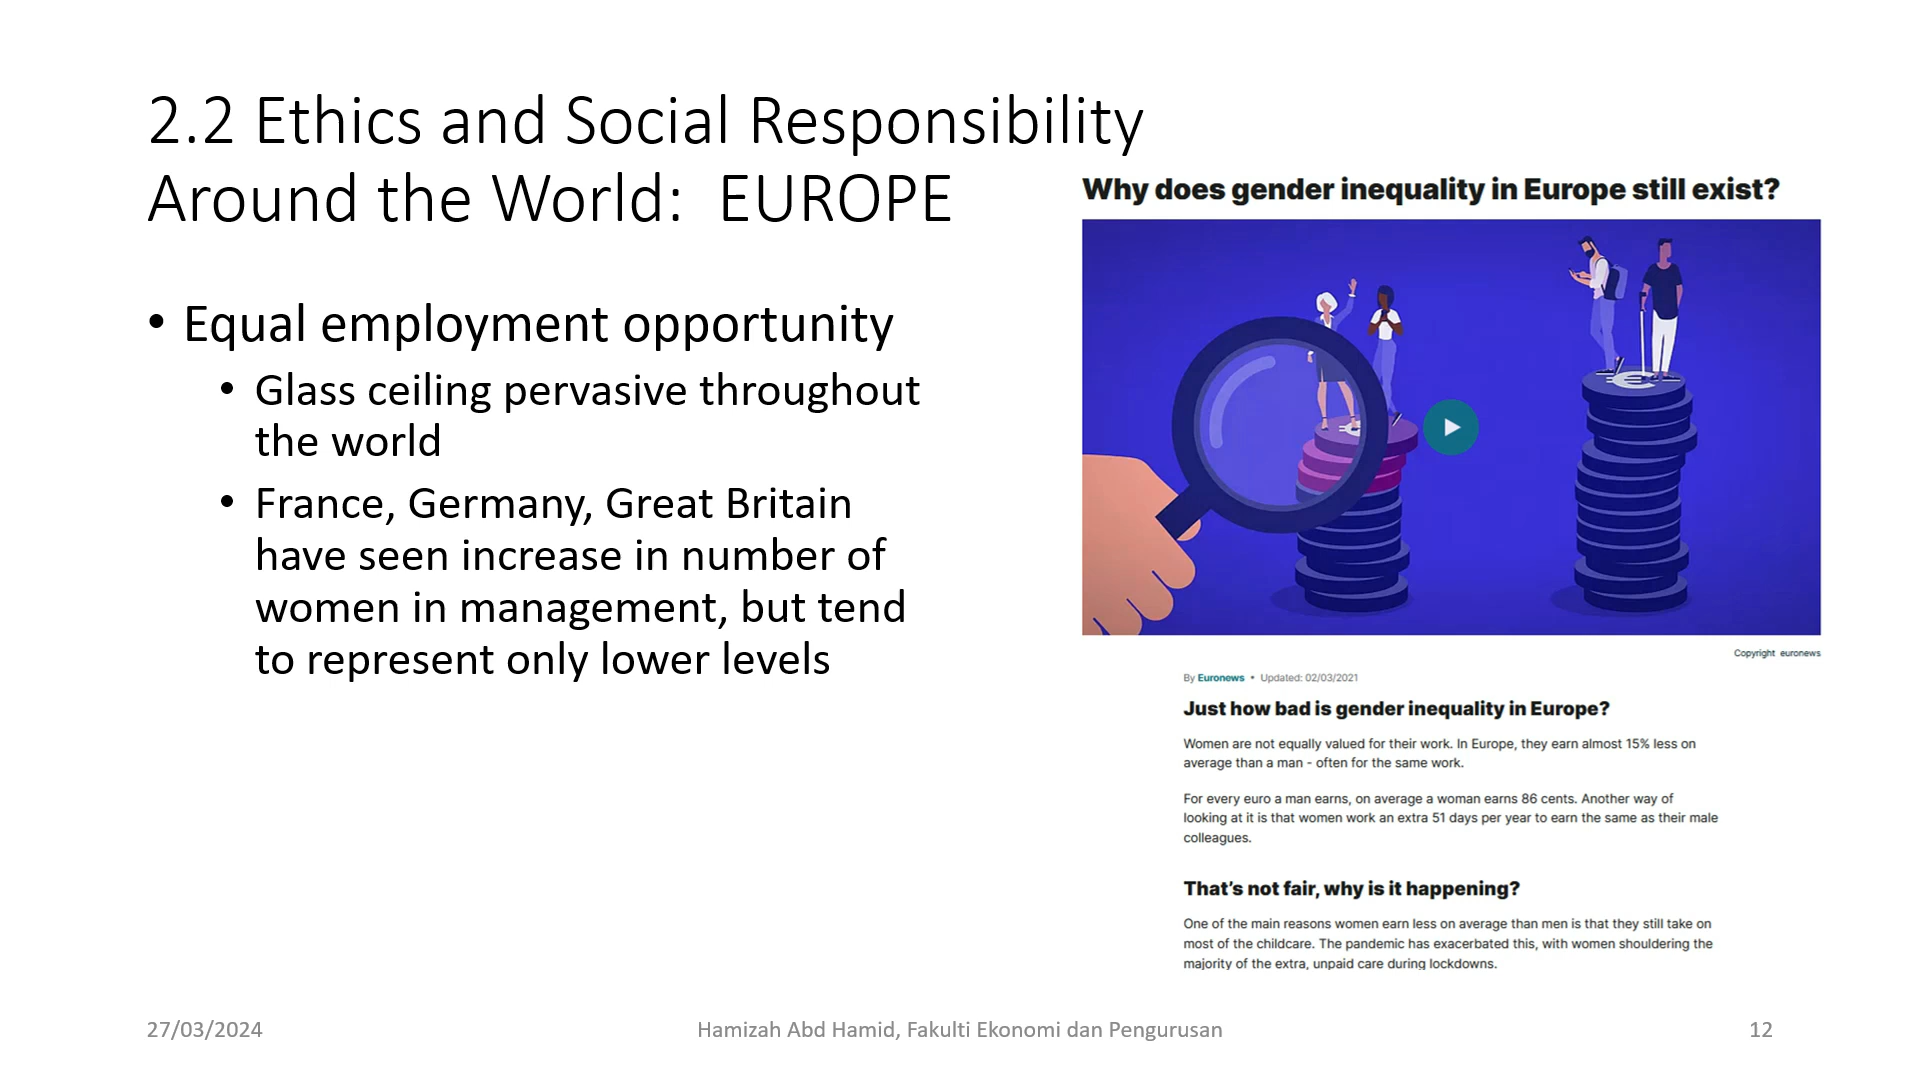 2.2 Ethics and Social Responsibility
Around the World:  EUROPE
• Equal employment opportunity
• Glass ceiling pervasive throughout
the world
• France, Germany, Great Britain
have seen increase in number of
women in management, but tend
to represent only lower levels
Why does gender inequality in Europe still exist?
€
Copyright euronews
By Euronews • Updated: 02/03/2021
Just how bad is gender inequality in Europe?
Women are not equally valued for their work. In Europe, they earn almost 15% less on
average than a man - often for the same work.
For every euro a man earns, on average a woman earns 86 cents. Another way of
looking at it is that women work an extra 51 days per year to earn the same as their male
colleagues.
That's not fair, why is it happening?
One of the main reasons women earn less on average than men is that they still take on
most of the childcare. The pandemic has exacerbated this, with women shouldering the
majority of the extra, unpaid care during lockdowns.
27/03/2024
Hamizah Abd Hamid, Fakulti Ekonomi dan Pengurusan
12